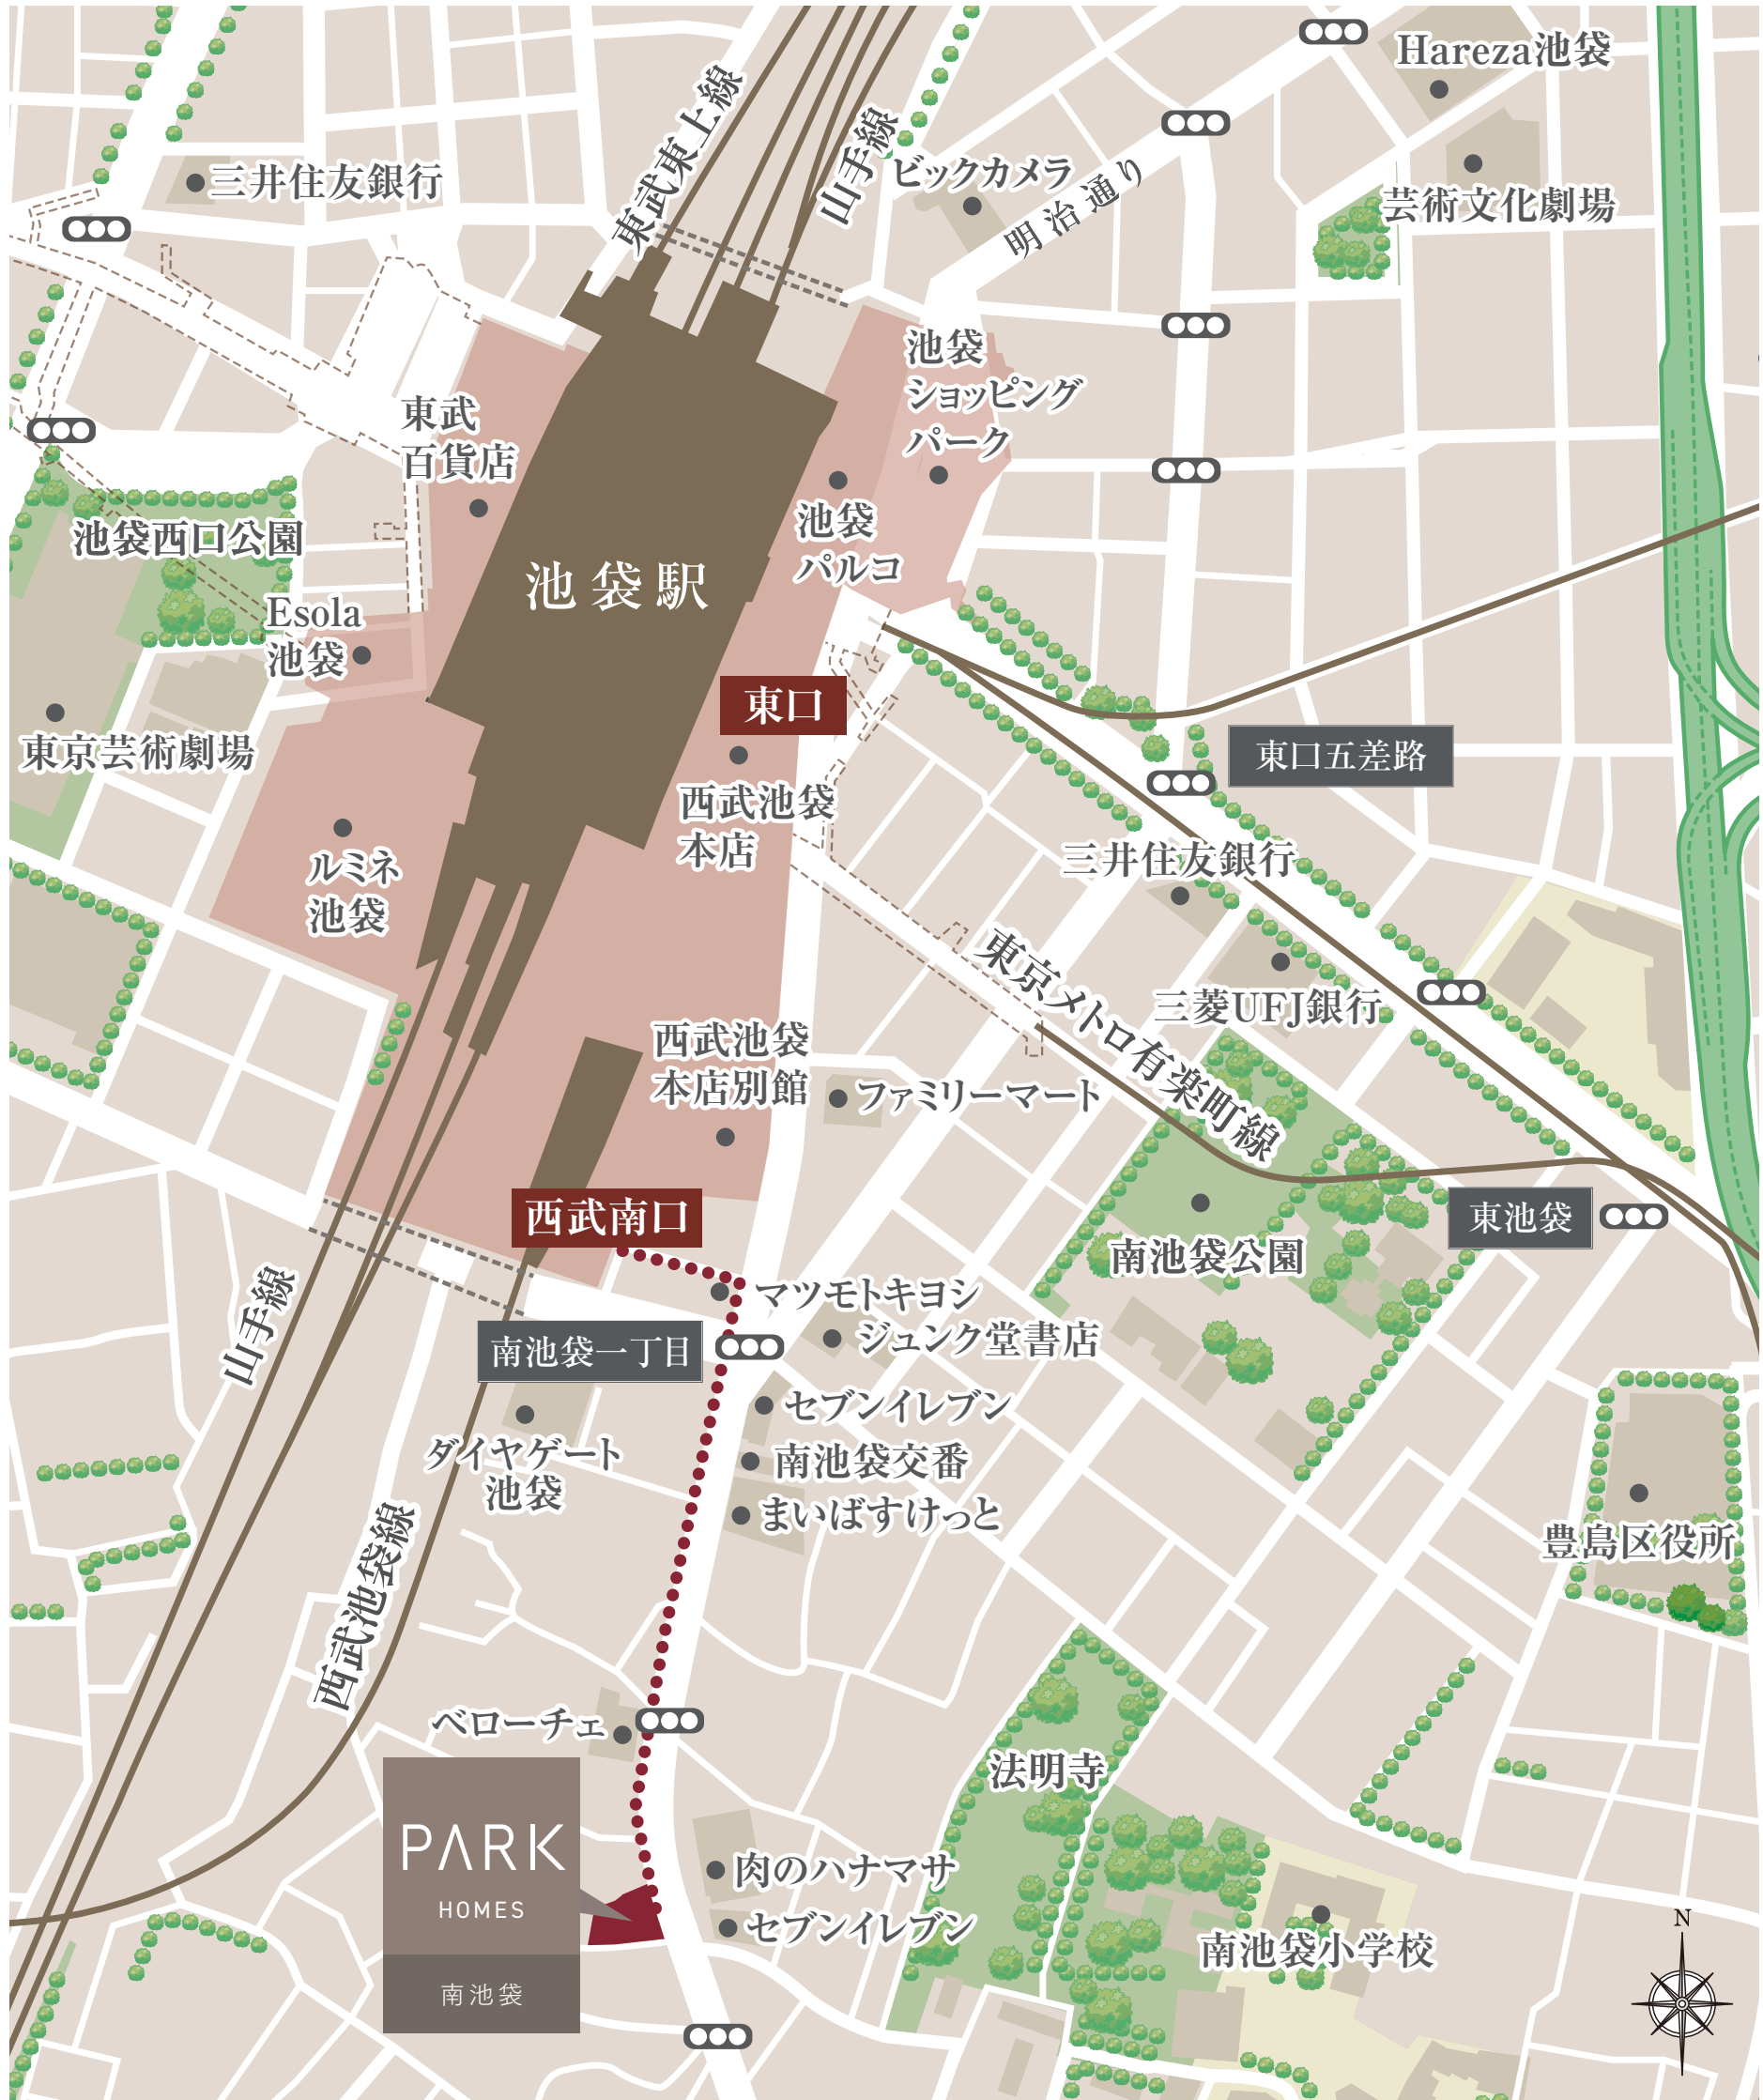 Hareza池袋
芸術文化劇場
三井住友銀行
東武東上線
山手線
ビックカメラ
明治通り
池袋
ショッピング
パーク
東武
百貨店
池袋
パルコ
池袋西口公園
池袋駅
Esola
池袋
東口
東京芸術劇場
東口五差路
西武池袋
本店
ルミネ
池袋
三井住友銀行
東京メトロ有楽町線
三菱UFJ銀行
西武池袋
本店別館
ファミリーマート
西武南口
東池袋
南池袋公園
マツモトキヨシ
山手線
ジュンク堂書店
南池袋一丁目
セブンイレブン
ダイヤゲート
池袋
南池袋交番
まいばすけっと
豊島区役所
西武池袋線
ベローチェ
法明寺
PARK
HOMES
南池袋
肉のハナマサ
セブンイレブン
南池袋小学校
N